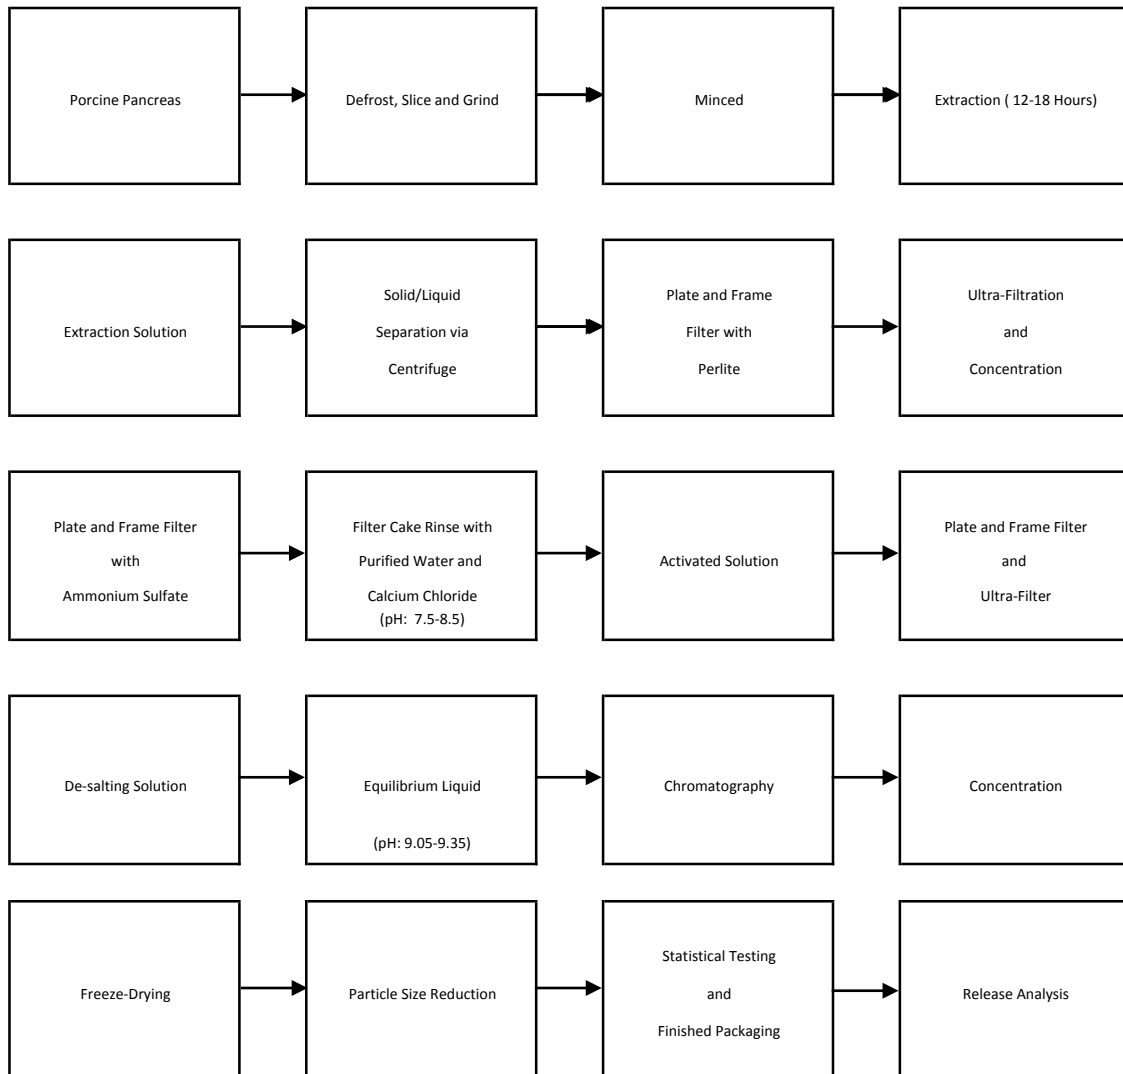 Porcine Pancreas
Defrost, Slice and Grind
Minced
Extraction ( 12-18 Hours)
Extraction Solution
Solid/Liquid
Separation via
Centrifuge
Plate and Frame
Filter with
Perlite
Ultra-Filtration
and
Concentration
Plate and Frame Filter
with
Ammonium Sulfate
Filter Cake Rinse with
Purified Water and
Calcium Chloride
(pH: 7.5-8.5)
Activated Solution
Plate and Frame Filter
and
Ultra-Filter
De-salting Solution
Equilibrium Liquid
(pH: 9.05-9.35)
Chromatography
Concentration
Freeze-Drying
Particle Size Reduction
Statistical Testing
and
Finished Packaging
Release Analysis